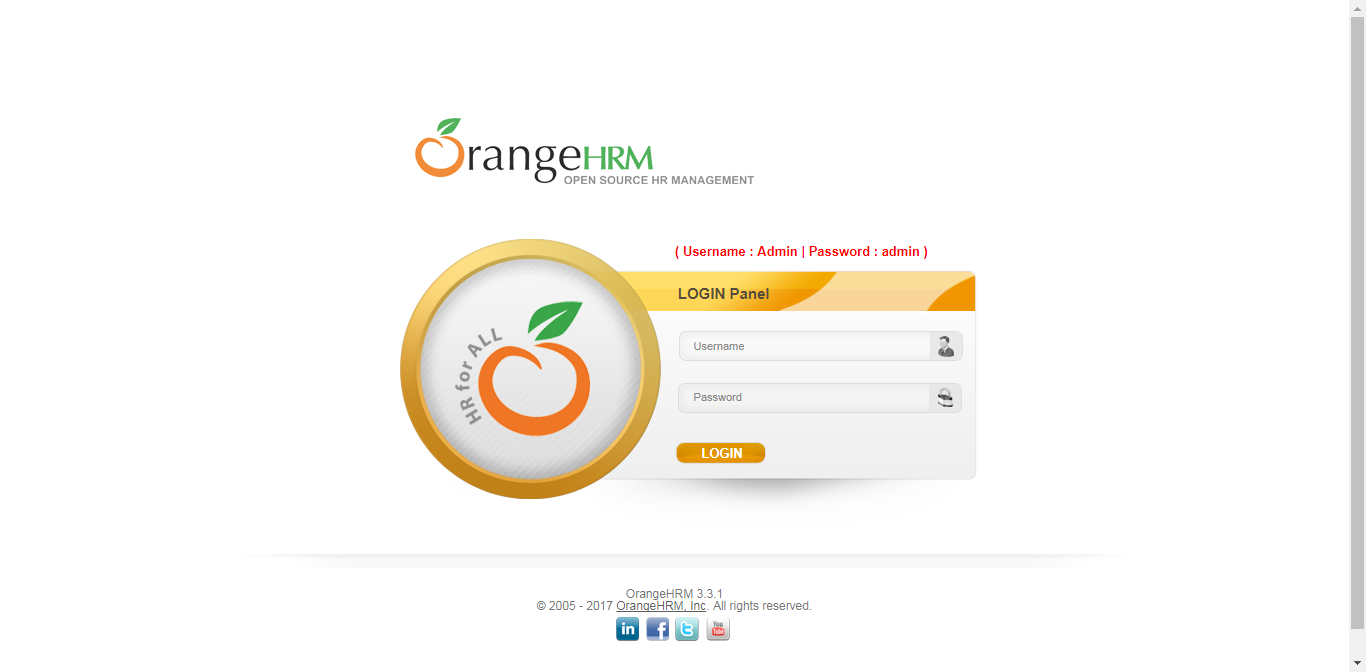 OrangeHRM
OPEN SOURCE HR MANAGEMENT
( Username : Admin | Password : admin )
HR for ALL
LOGIN Panel
Username
Password
LOGIN
OrangeHRM 3.3.1
© 2005 - 2017 OrangeHRM, Inc. All rights reserved.
in f t You Tube